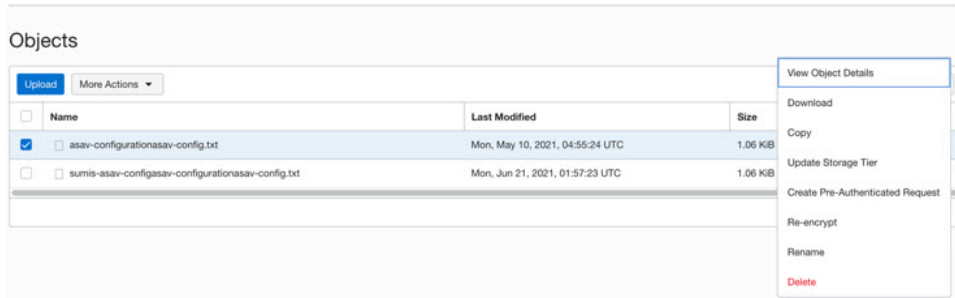 Objects
Upload More Actions
Name Last Modified Size
asav-configurationasav-config.txt Mon, May 10, 2021, 04:55:24 UTC 1.06 KiB
sumis-asav-configasav-configurationasav-config.txt Mon, Jun 21, 2021, 01:57:23 UTC 1.06 KiB
View Object Details
Download
Copy
Update Storage Tier
Create Pre-Authenticated Request
Re-encrypt
Rename
Delete